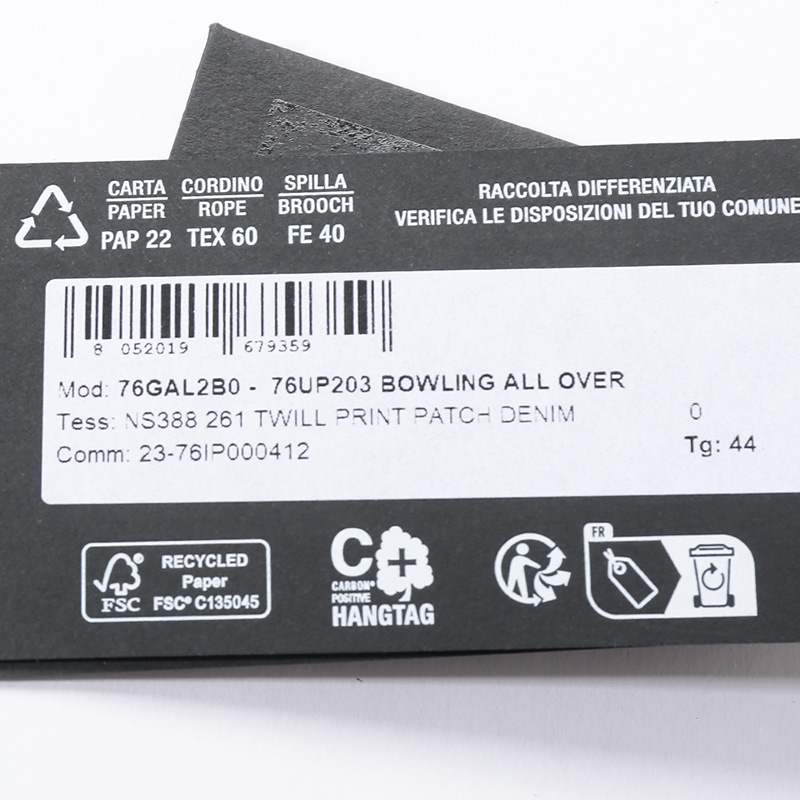 CARTA CORDINO SPILLA
PAPER ROPE BROOCH
PAP 22 TEX 60 FE 40
RACCOLTA DIFFERENZIATA
VERIFICA LE DISPOSIZIONI DEL TUO COMUNE
8 052019 679359
Mod: 76GAL2B0 - 76UP203 BOWLING ALL OVER
Tess: NS388 261 TWILL PRINT PATCH DENIM 0
Comm: 23-76IP000412 Tg: 44
FSC
RECYCLED
Paper
FSC® C135045
C+
CARBON®
POSITIVE
HANGTAG
FR